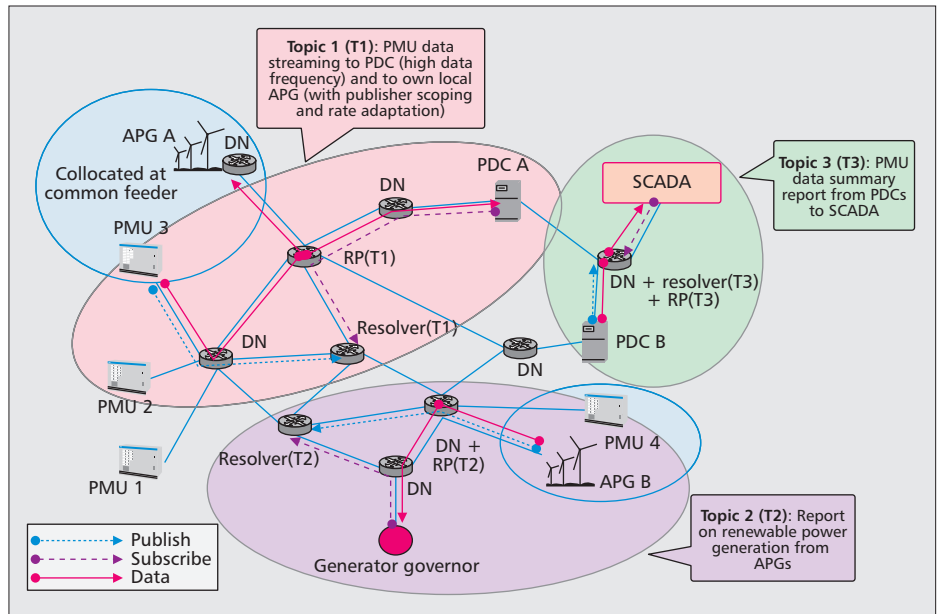 Topic 1 (T1): PMU data
streaming to PDC (high data
frequency) and to own local
APG (with publisher scoping
and rate adaptation)
APG A
DN
Collocated at
common feeder
PMU 3
DN
PDC A
SCADA
Topic 3 (T3): PMU
data summary
report from PDCs
to SCADA
RP(T1)
DN + resolver(T3)
+ RP(T3)
Resolver(T1)
DN
PDC B
DN
PMU 2
PMU 1
Resolver(T2)
DN +
RP(T2)
PMU 4
APG B
DN
Generator governor
Topic 2 (T2): Report
on renewable power
generation from
APGs
Publish
Subscribe
Data